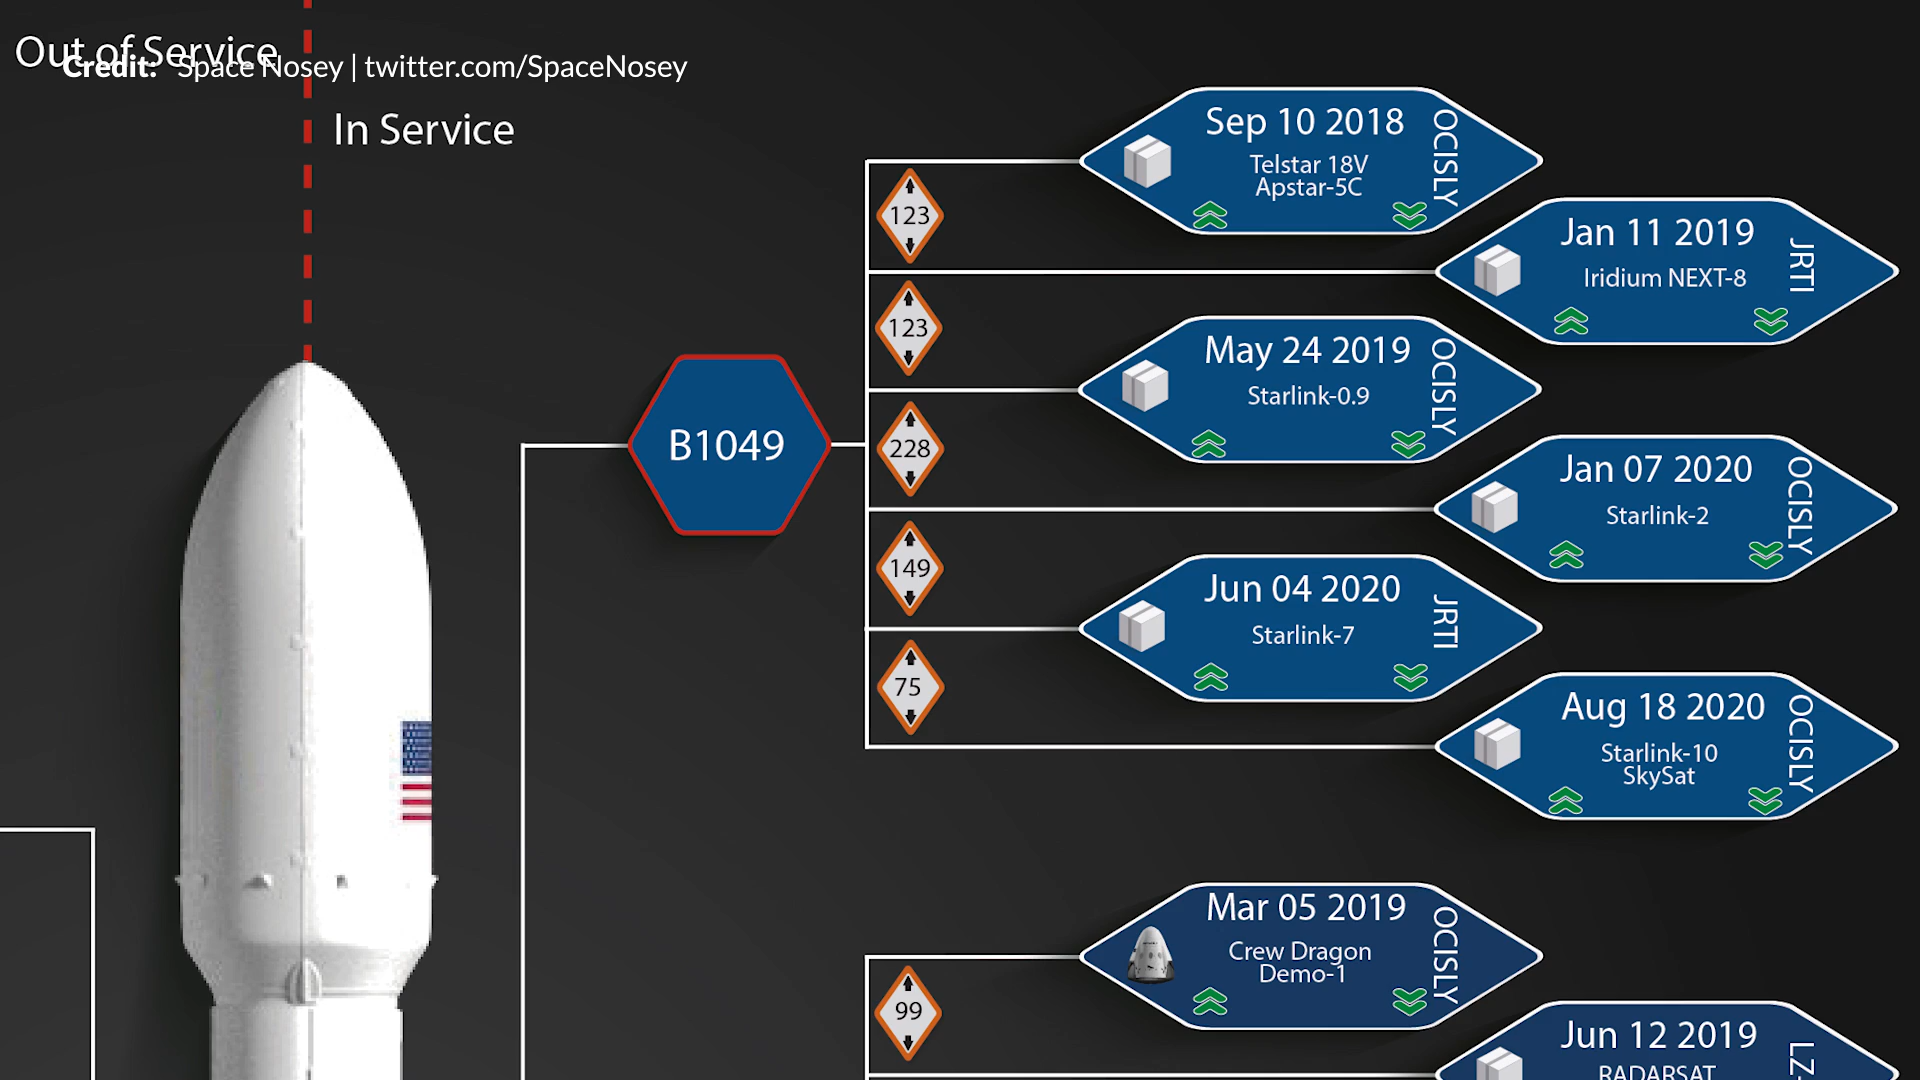 Out of Service
Credit: Space Nosey | twitter.com/SpaceNosey
In Service
B1049
Sep 10 2018
Telstar 18V
Apstar-5C
OCISLY
123
Jan 11 2019
Iridium NEXT-8
JRTI
123
May 24 2019
Starlink-0.9
OCISLY
228
Jan 07 2020
Starlink-2
OCISLY
149
Jun 04 2020
Starlink-7
JRTI
75
Aug 18 2020
Starlink-10
SkySat
OCISLY
Mar 05 2019
Crew Dragon
Demo-1
OCISLY
99
Jun 12 2019
RADARSAT
LZ-